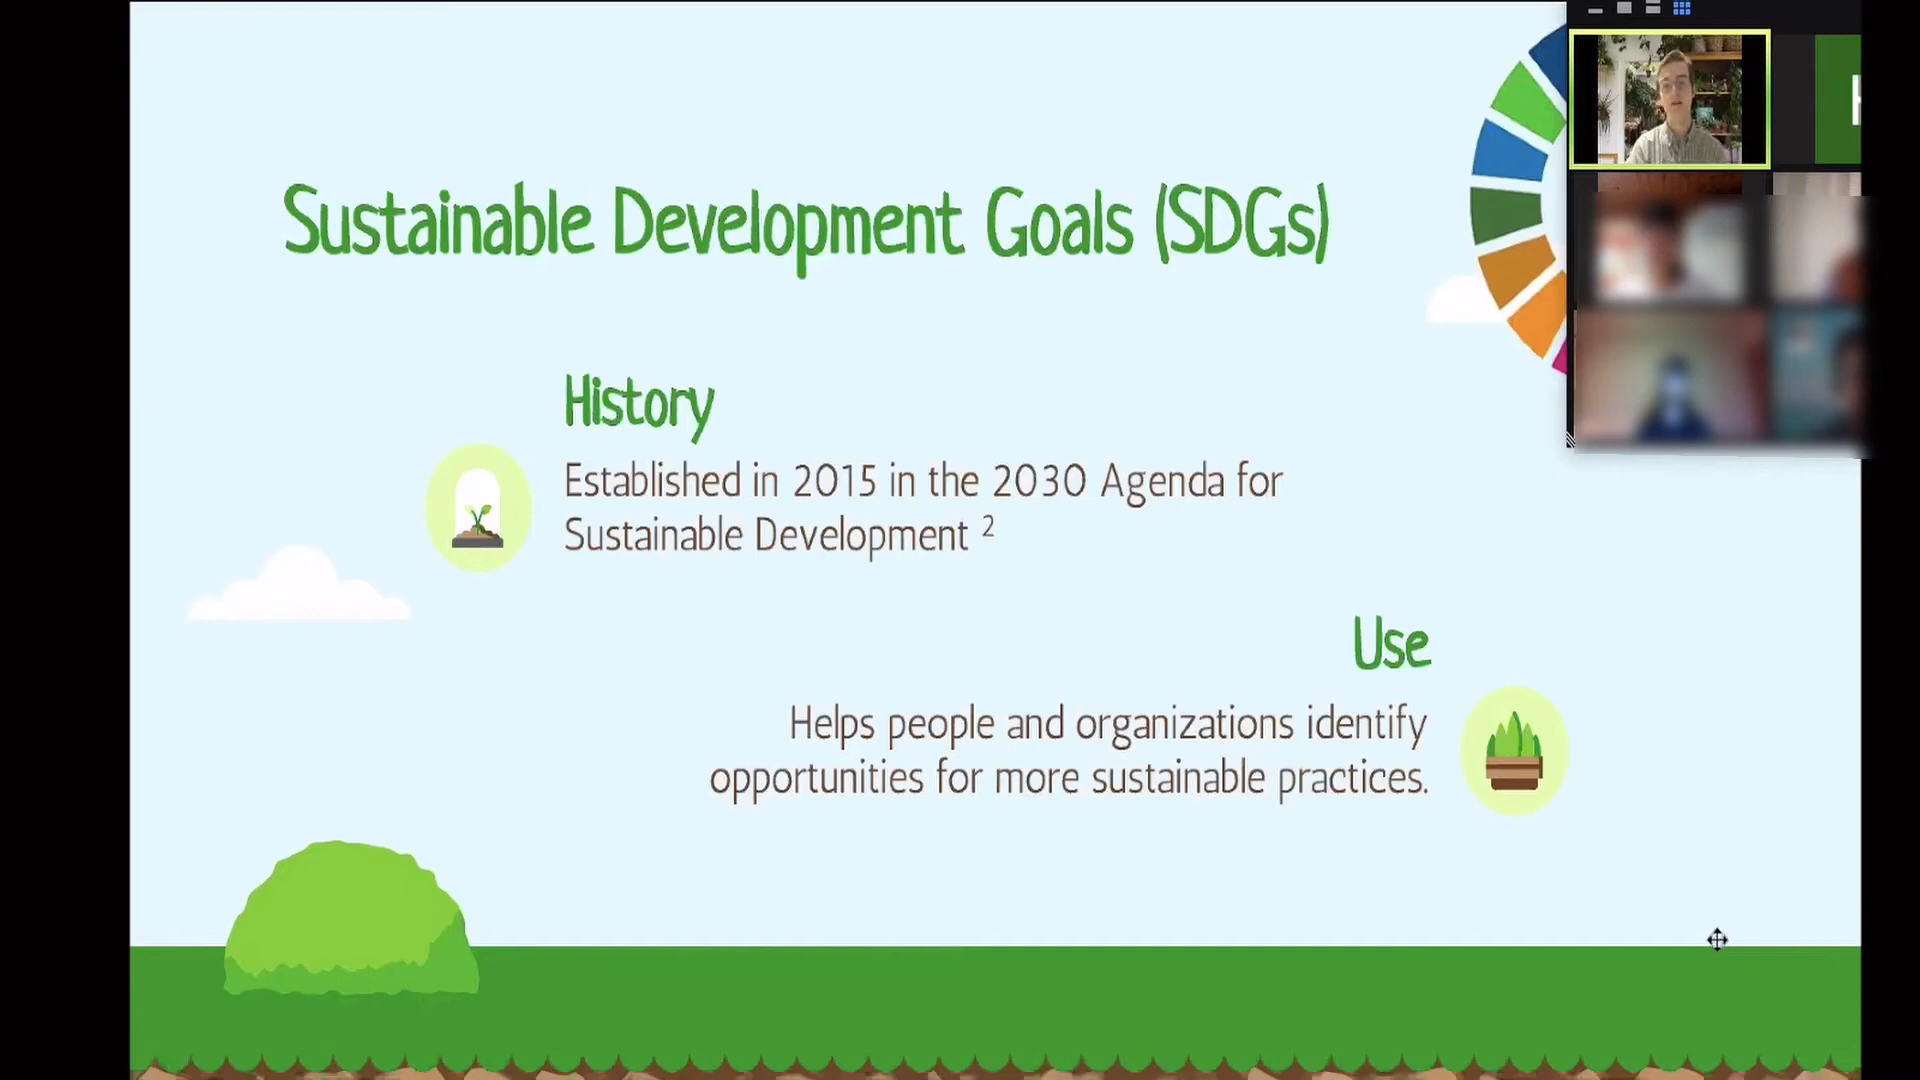 Sustainable Development Goals (SDGs)
History
Established in 2015 in the 2030 Agenda for
Sustainable Development 2
Use
Helps people and organizations identify
opportunities for more sustainable practices.